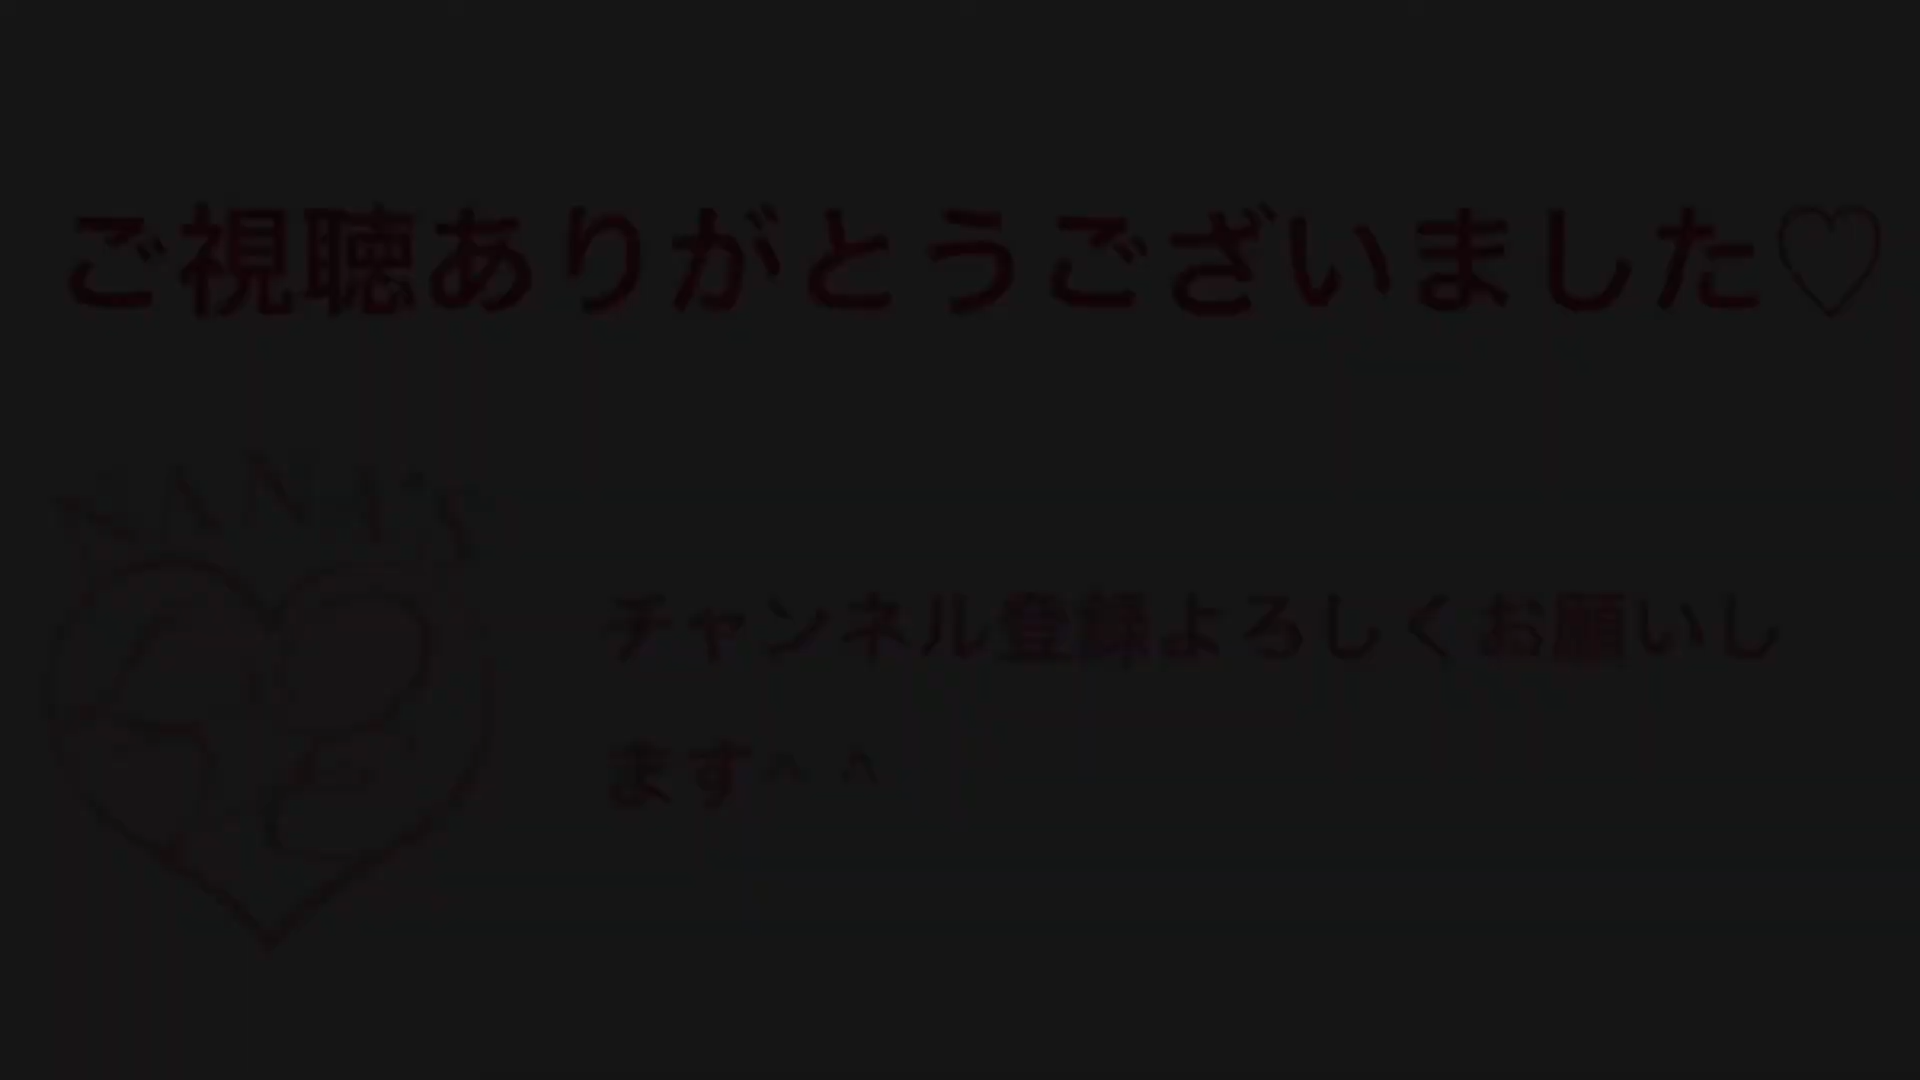 ご視聴ありがとうございました♡
チャンネル登録よろしくお願いし
ます^ ^